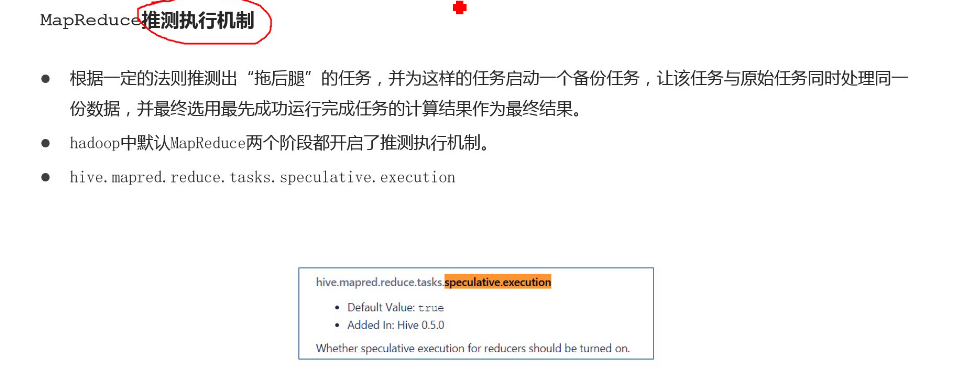 MapReduce推测执行机制
● 根据一定的法则推测出“拖后腿”的任务，并为这样的任务启动一个备份任务，让该任务与原始任务同时处理同一
份数据，并最终选用最先成功运行完成任务的计算结果作为最终结果。
● hadoop中默认MapReduce两个阶段都开启了推测执行机制。
● hive.mapred.reduce.tasks.speculative.execution
hive.mapred.reduce.tasks.speculative.execution
• Default Value: true
• Added In: Hive 0.5.0
Whether speculative execution for reducers should be turned on.